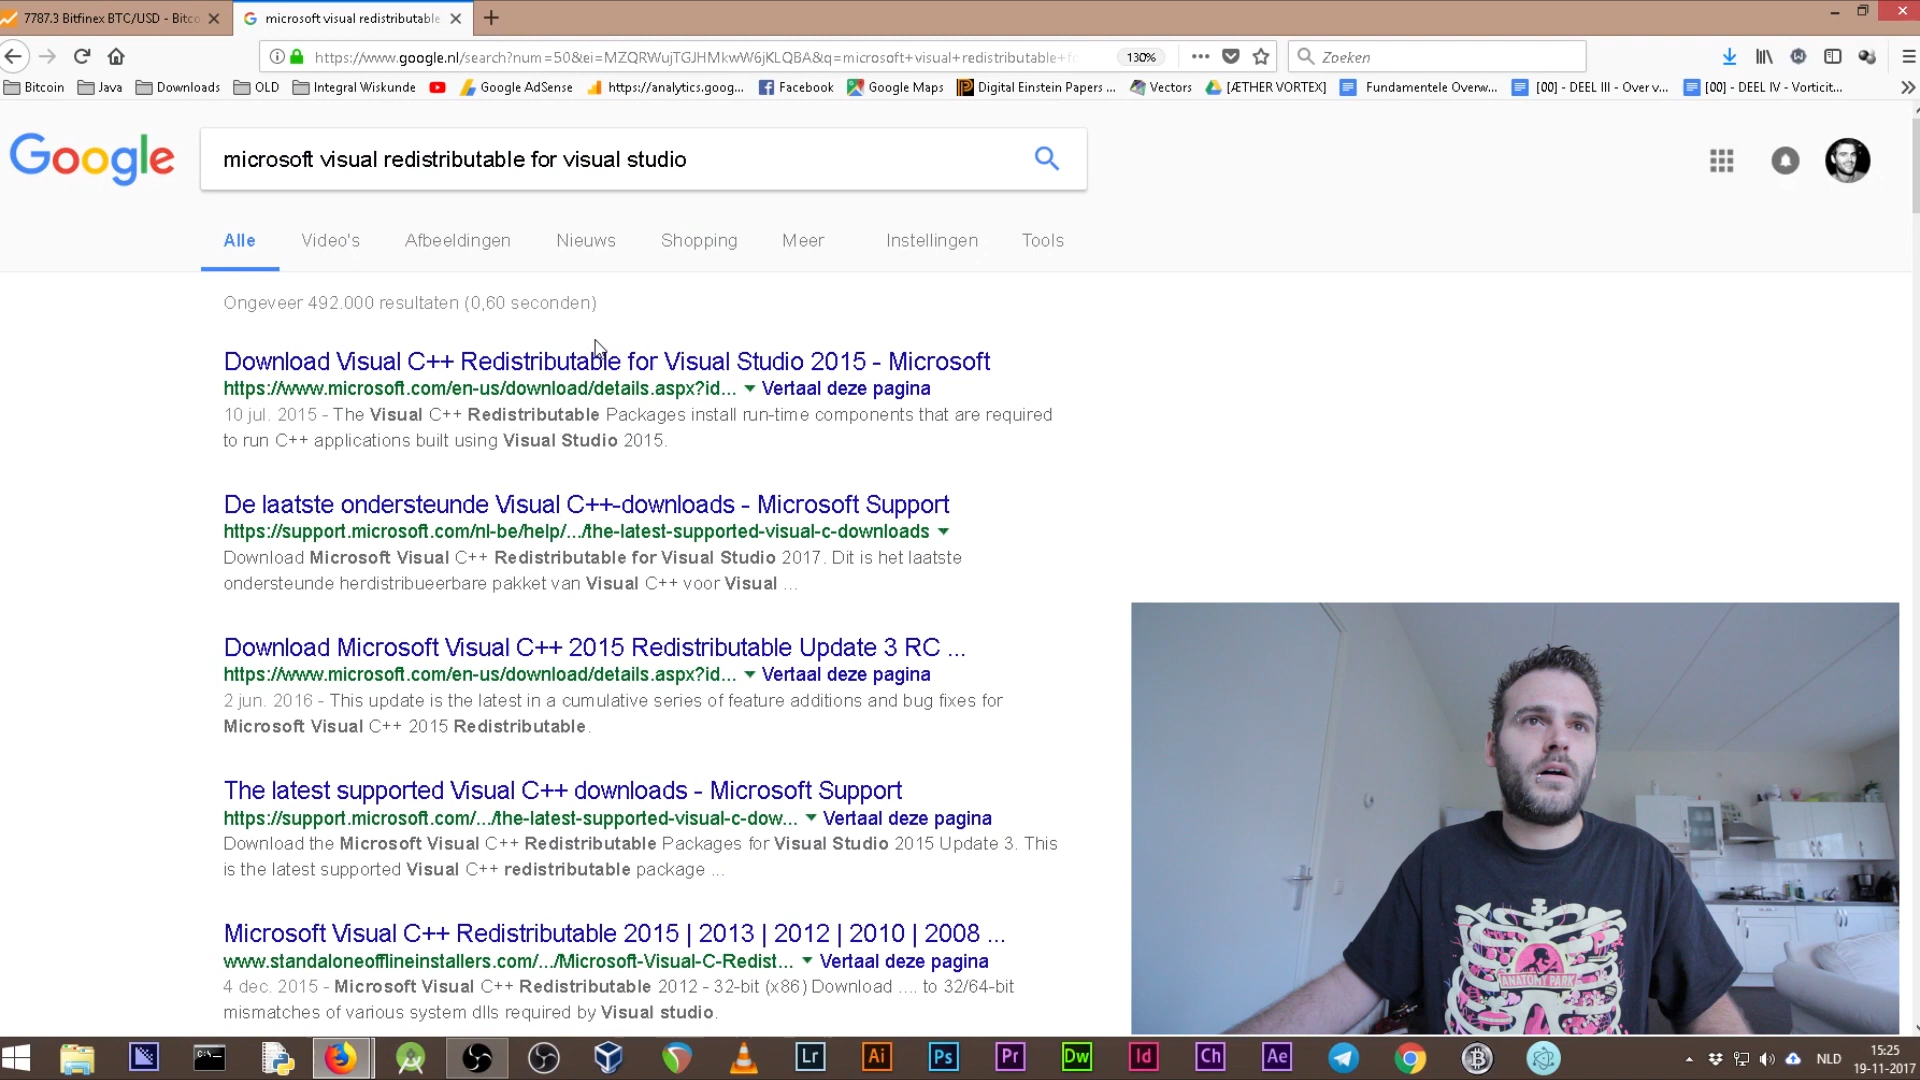 7787.3 Bitfinex BTC/USD - Bitco
microsoft visual redistributable
https://www.google.nl/search?num=50&ei=MZQRWujTGJHMkwW6jKLQBA&q=microsoft+visual+redistributable+fo
130%
Zoeken
Bitcoin
Java
Downloads
OLD
Integral Wiskunde
Google AdSense
https://analytics.goog...
Facebook
Google Maps
Digital Einstein Papers ...
Vectors
[ÆTHER VORTEX]
Fundamentele Overw...
[00] - DEEL III - Over v...
[00] - DEEL IV - Vorticit...
Google
microsoft visual redistributable for visual studio
Alle
Video's
Afbeeldingen
Nieuws
Shopping
Meer
Instellingen
Tools
Ongeveer 492.000 resultaten (0,60 seconden)
Download Visual C++ Redistributable for Visual Studio 2015 - Microsoft
https://www.microsoft.com/en-us/download/details.aspx?id... Vertaal deze pagina
10 jul. 2015 - The Visual C++ Redistributable Packages install run-time components that are required
to run C++ applications built using Visual Studio 2015.
De laatste ondersteunde Visual C++-downloads - Microsoft Support
https://support.microsoft.com/nl-be/help/.../the-latest-supported-visual-c-downloads
Download Microsoft Visual C++ Redistributable for Visual Studio 2017. Dit is het laatste
ondersteunde herdistribueerbare pakket van Visual C++ voor Visual ...
Download Microsoft Visual C++ 2015 Redistributable Update 3 RC ...
https://www.microsoft.com/en-us/download/details.aspx?id... Vertaal deze pagina
2 jun. 2016 - This update is the latest in a cumulative series of feature additions and bug fixes for
Microsoft Visual C++ 2015 Redistributable.
The latest supported Visual C++ downloads - Microsoft Support
https://support.microsoft.com/.../the-latest-supported-visual-c-dow... Vertaal deze pagina
Download the Microsoft Visual C++ Redistributable Packages for Visual Studio 2015 Update 3. This
is the latest supported Visual C++ redistributable package ...
Microsoft Visual C++ Redistributable 2015 | 2013 | 2012 | 2010 | 2008 ...
www.standaloneofflineinstallers.com/.../Microsoft-Visual-C-Redist... Vertaal deze pagina
4 dec. 2015 - Microsoft Visual C++ Redistributable 2012 - 32-bit (x86) Download .... to 32/64-bit
mismatches of various system dlls required by Visual studio.
ANATOMY PARK
Lr
Ai
Ps
Pr
Dw
Id
Ch
Ae
NLD
15:25
19-11-2017